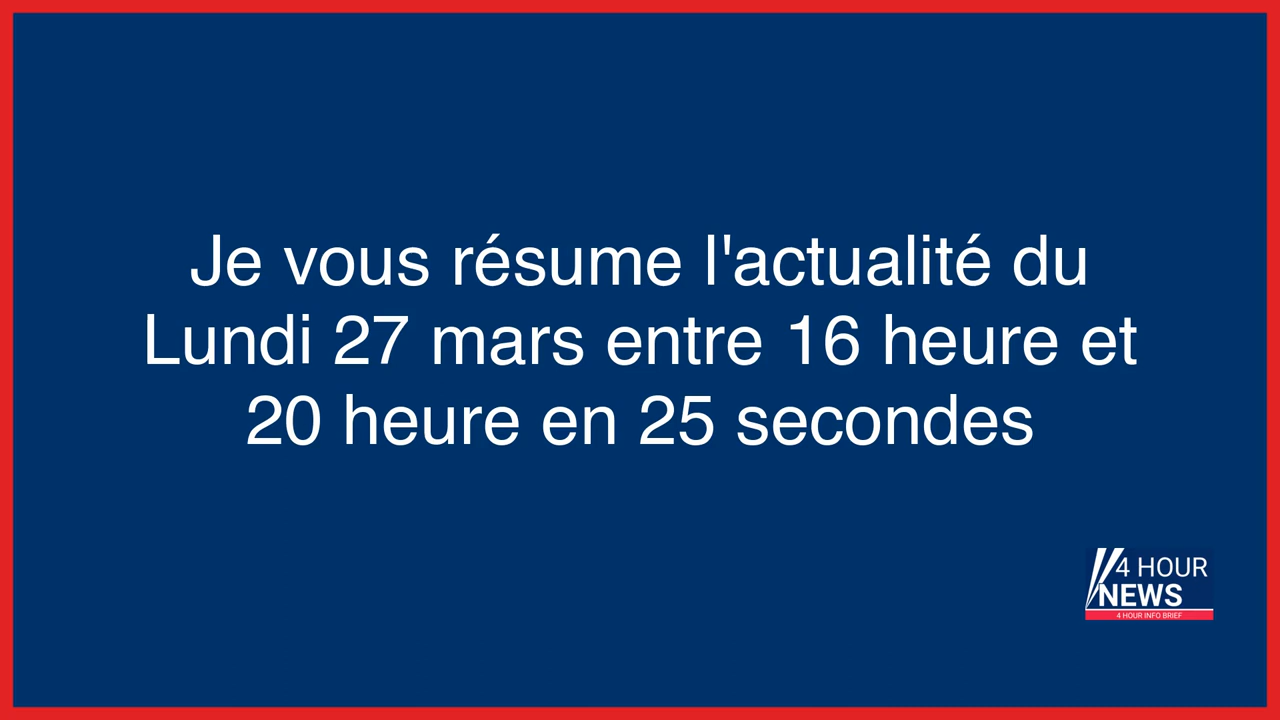 Je vous résume l'actualité du
Lundi 27 mars entre 16 heure et
20 heure en 25 secondes
4 HOUR
NEWS
4 HOUR INFO BRIEF